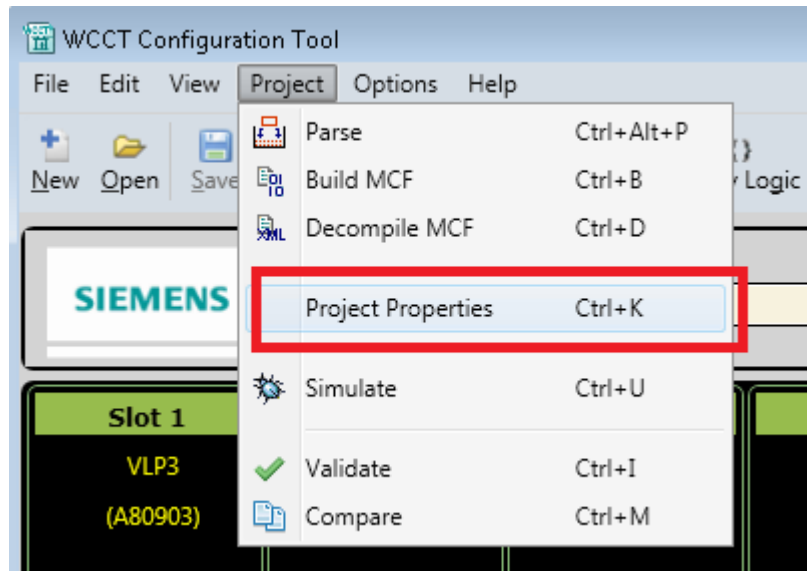 WCCT Configuration Tool
File Edit View Project Options Help
New Open Save Logic
Parse Ctrl+Alt+P
Build MCF Ctrl+B
Decompile MCF Ctrl+D
SIEMENS
Project Properties Ctrl+K
Simulate Ctrl+U
Slot 1
VLP3
Validate Ctrl+I
(A80903)
Compare Ctrl+M